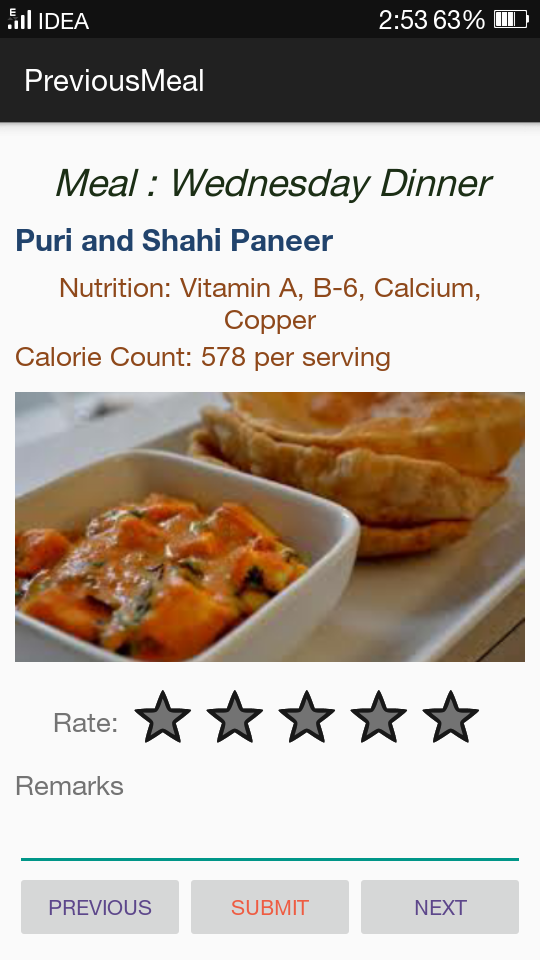 E
IDEA 2:53 63%
PreviousMeal
Meal : Wednesday Dinner
Puri and Shahi Paneer
Nutrition: Vitamin A, B-6, Calcium,
Copper
Calorie Count: 578 per serving
Rate:
Remarks
PREVIOUS SUBMIT NEXT